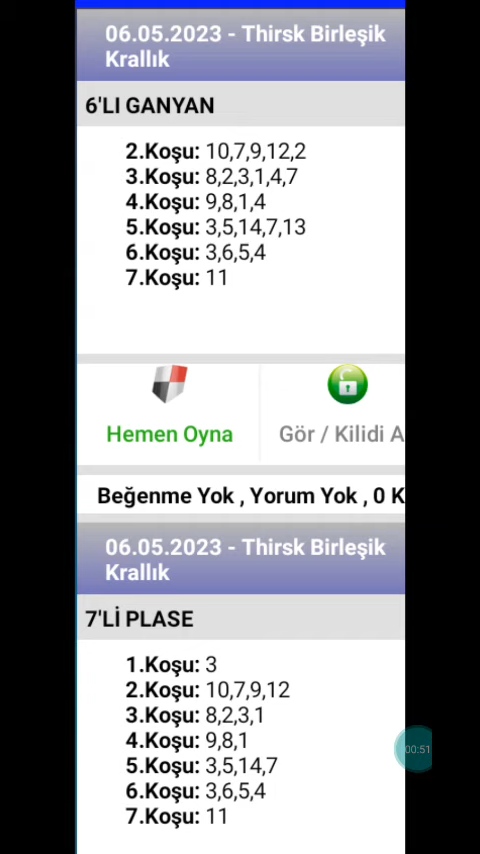 06.05.2023 - Thirsk Birleşik
Krallık
6'LI GANYAN
2.Koşu: 10,7,9,12,2
3.Koşu: 8,2,3,1,4,7
4.Koşu: 9,8,1,4
5.Koşu: 3,5,14,7,13
6.Koşu: 3,6,5,4
7.Koşu: 11
Hemen Oyna
Gör / Kilidi A
Beğenme Yok , Yorum Yok , 0 K
06.05.2023 - Thirsk Birleşik
Krallık
7'Lİ PLASE
1.Koşu: 3
2.Koşu: 10,7,9,12
3.Koşu: 8,2,3,1
4.Koşu: 9,8,1
00:51
5.Koşu: 3,5,14,7
6.Koşu: 3,6,5,4
7.Koşu: 11